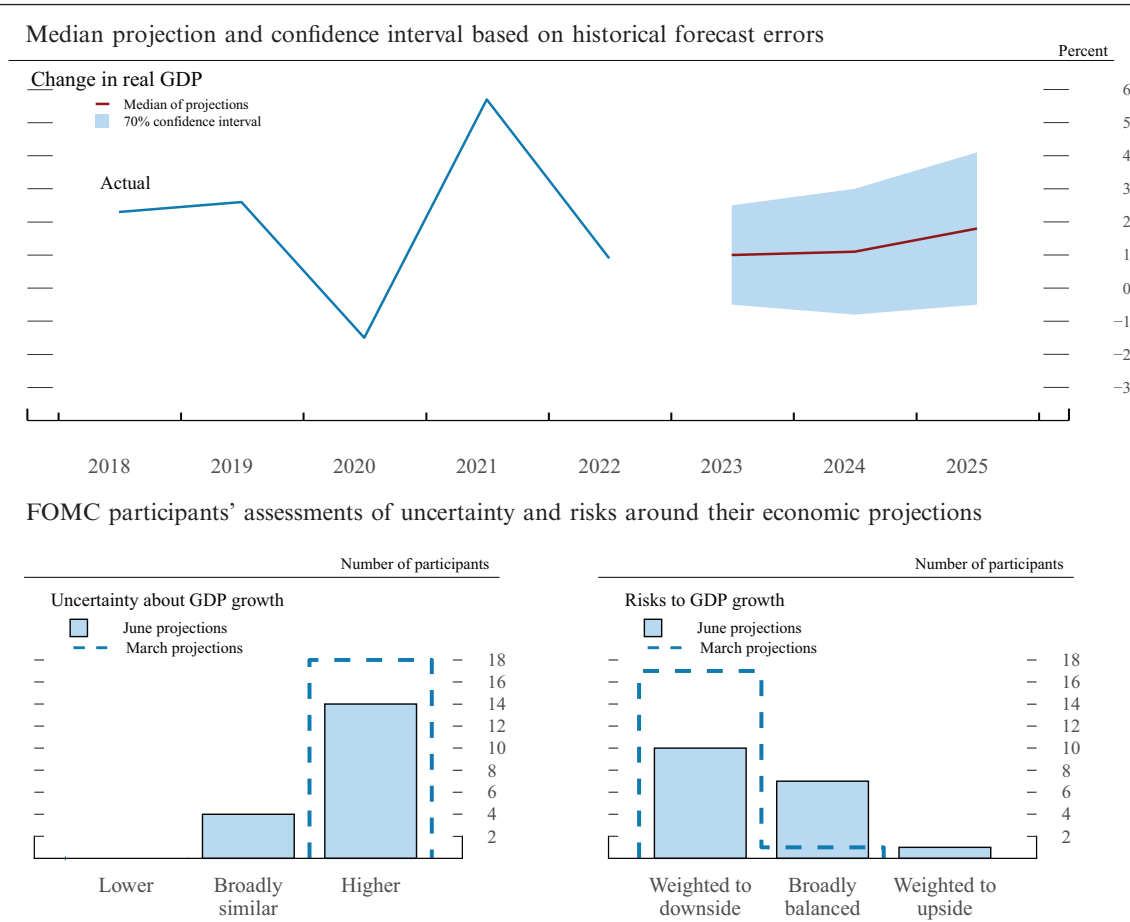 Median projection and confidence interval based on historical forecast errors
Percent
Change in real GDP
Median of projections
70% confidence interval
Actual
6
5
4
3
2
1
0
−1
−2
−3
2018 2019 2020 2021 2022 2023 2024 2025
FOMC participants’ assessments of uncertainty and risks around their economic projections
Number of participants
Uncertainty about GDP growth
June projections
March projections
18
16
14
12
10
8
6
4
2
Lower Broadly similar Higher
Number of participants
Risks to GDP growth
June projections
March projections
18
16
14
12
10
8
6
4
2
Weighted to downside Broadly balanced Weighted to upside